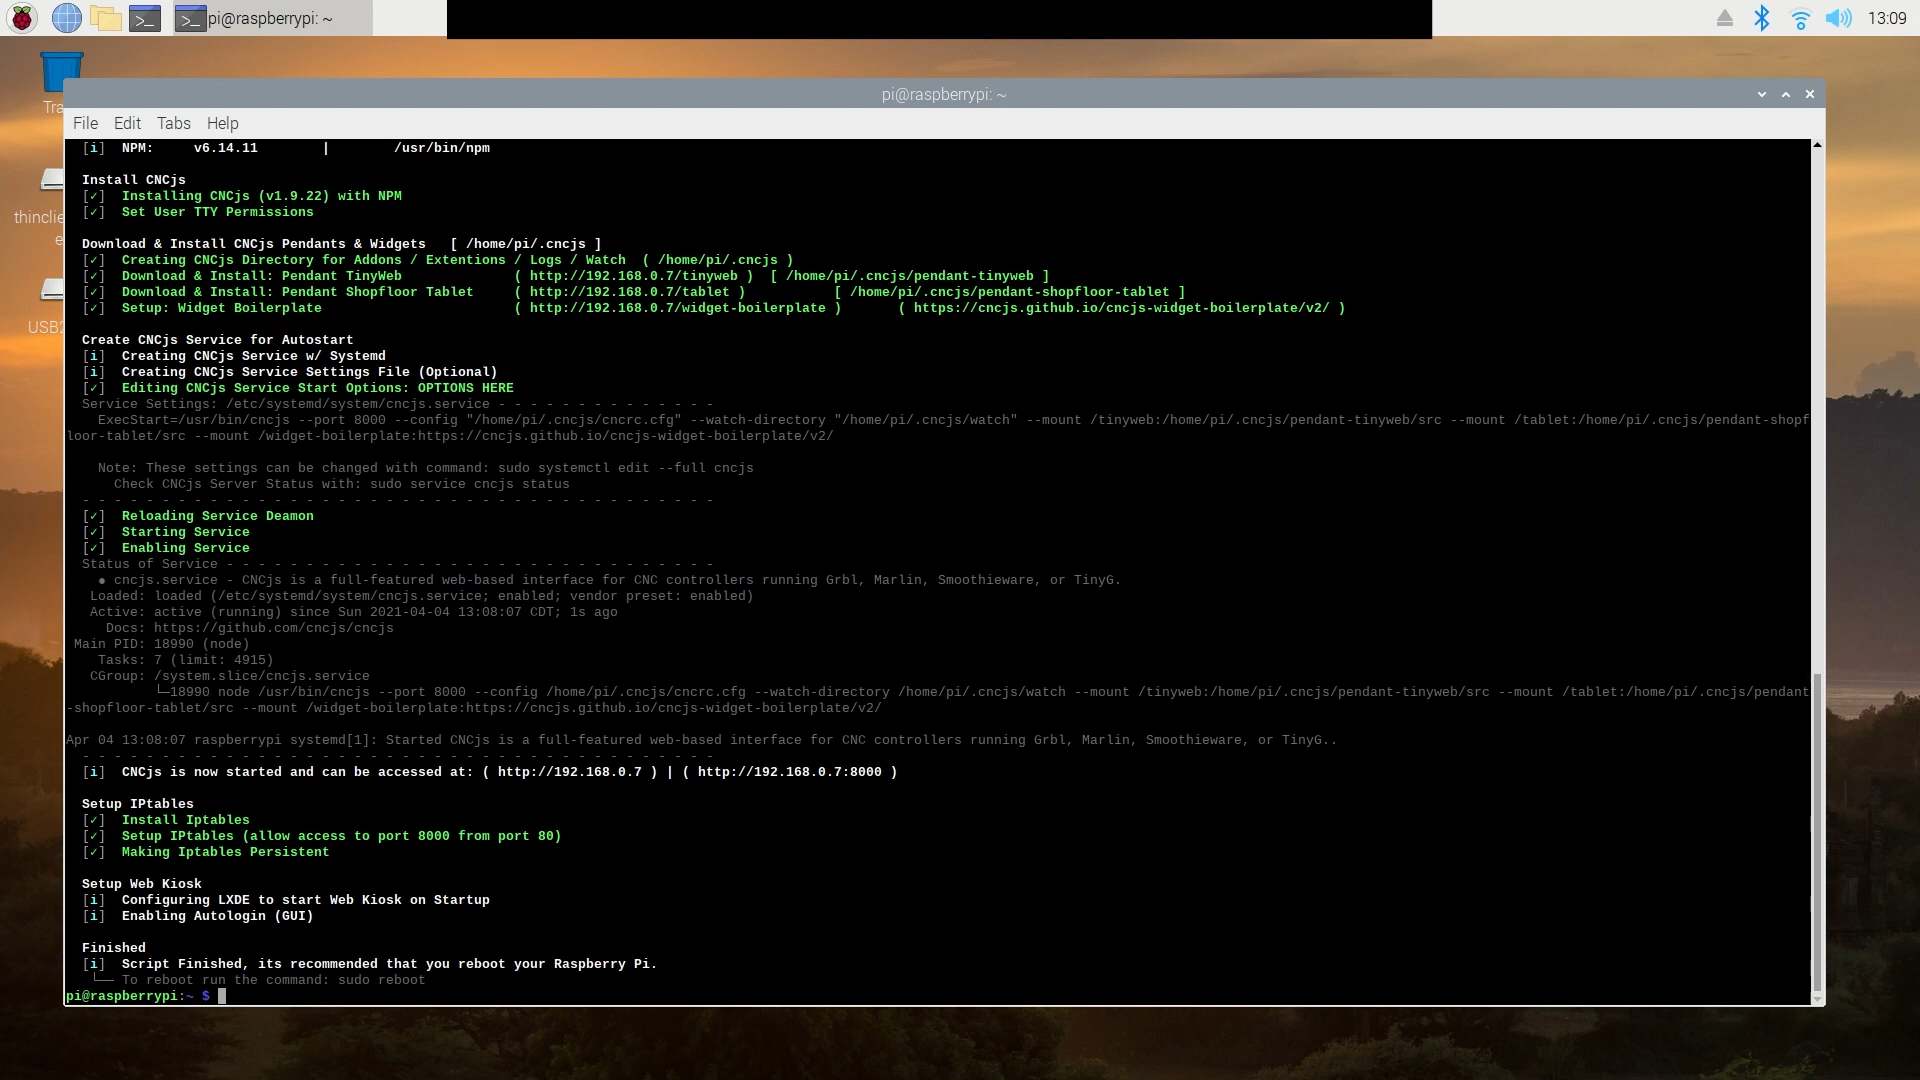 pi@raspberrypi: ~
13:09
pi@raspberrypi: ~
File Edit Tabs Help
Tra
thinclie
e
USB2
[i] NPM: v6.14.11 | /usr/bin/npm
Install CNCjs
[✓] Installing CNCjs (v1.9.22) with NPM
[✓] Set User TTY Permissions
Download & Install CNCjs Pendants & Widgets [ /home/pi/.cncjs ]
[✓] Creating CNCjs Directory for Addons / Extentions / Logs / Watch ( /home/pi/.cncjs )
[✓] Download & Install: Pendant TinyWeb ( http://192.168.0.7/tinyweb ) [ /home/pi/.cncjs/pendant-tinyweb ]
[✓] Download & Install: Pendant Shopfloor Tablet ( http://192.168.0.7/tablet ) [ /home/pi/.cncjs/pendant-shopfloor-tablet ]
[✓] Setup: Widget Boilerplate ( http://192.168.0.7/widget-boilerplate ) ( https://cncjs.github.io/cncjs-widget-boilerplate/v2/ )
Create CNCjs Service for Autostart
[i] Creating CNCjs Service w/ Systemd
[i] Creating CNCjs Service Settings File (Optional)
[✓] Editing CNCjs Service Start Options: OPTIONS HERE
Service Settings: /etc/systemd/system/cncjs.service - - - - - - - - - - - - - -
ExecStart=/usr/bin/cncjs --port 8000 --config "/home/pi/.cncjs/cncrc.cfg" --watch-directory "/home/pi/.cncjs/watch" --mount /tinyweb:/home/pi/.cncjs/pendant-tinyweb/src --mount /tablet:/home/pi/.cncjs/pendant-shopf
loor-tablet/src --mount /widget-boilerplate:https://cncjs.github.io/cncjs-widget-boilerplate/v2/
Note: These settings can be changed with command: sudo systemctl edit --full cncjs
Check CNCjs Server Status with: sudo service cncjs status
- - - - - - - - - - - - - - - - - - - - - - - - - - - - - - - - - - - - - - - -
[✓] Reloading Service Deamon
[✓] Starting Service
[✓] Enabling Service
Status of Service - - - - - - - - - - - - - - - - - - - - - - - - - - - - - - -
● cncjs.service - CNCjs is a full-featured web-based interface for CNC controllers running Grbl, Marlin, Smoothieware, or TinyG.
Loaded: loaded (/etc/systemd/system/cncjs.service; enabled; vendor preset: enabled)
Active: active (running) since Sun 2021-04-04 13:08:07 CDT; 1s ago
Docs: https://github.com/cncjs/cncjs
Main PID: 18990 (node)
Tasks: 7 (limit: 4915)
CGroup: /system.slice/cncjs.service
└─18990 node /usr/bin/cncjs --port 8000 --config /home/pi/.cncjs/cncrc.cfg --watch-directory /home/pi/.cncjs/watch --mount /tinyweb:/home/pi/.cncjs/pendant-tinyweb/src --mount /tablet:/home/pi/.cncjs/pendant
-shopfloor-tablet/src --mount /widget-boilerplate:https://cncjs.github.io/cncjs-widget-boilerplate/v2/
Apr 04 13:08:07 raspberrypi systemd[1]: Started CNCjs is a full-featured web-based interface for CNC controllers running Grbl, Marlin, Smoothieware, or TinyG..
- - - - - - - - - - - - - - - - - - - - - - - - - - - - - - - - - - - - - - - -
[i] CNCjs is now started and can be accessed at: ( http://192.168.0.7 ) | ( http://192.168.0.7:8000 )
Setup IPtables
[✓] Install Iptables
[✓] Setup IPtables (allow access to port 8000 from port 80)
[✓] Making Iptables Persistent
Setup Web Kiosk
[i] Configuring LXDE to start Web Kiosk on Startup
[i] Enabling Autologin (GUI)
Finished
[i] Script Finished, its recommended that you reboot your Raspberry Pi.
└── To reboot run the command: sudo reboot
pi@raspberrypi:~ $